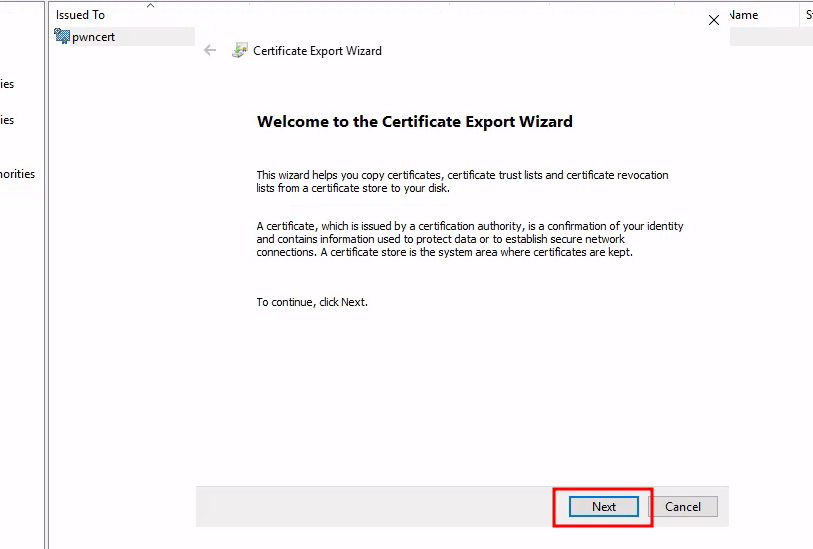 Issued To
Name
pwncert
Certificate Export Wizard
ies
Welcome to the Certificate Export Wizard
ies
This wizard helps you copy certificates, certificate trust lists and certificate revocation
lists from a certificate store to your disk.
orities
A certificate, which is issued by a certification authority, is a confirmation of your identity
and contains information used to protect data or to establish secure network
connections. A certificate store is the system area where certificates are kept.
To continue, click Next.
Next
Cancel